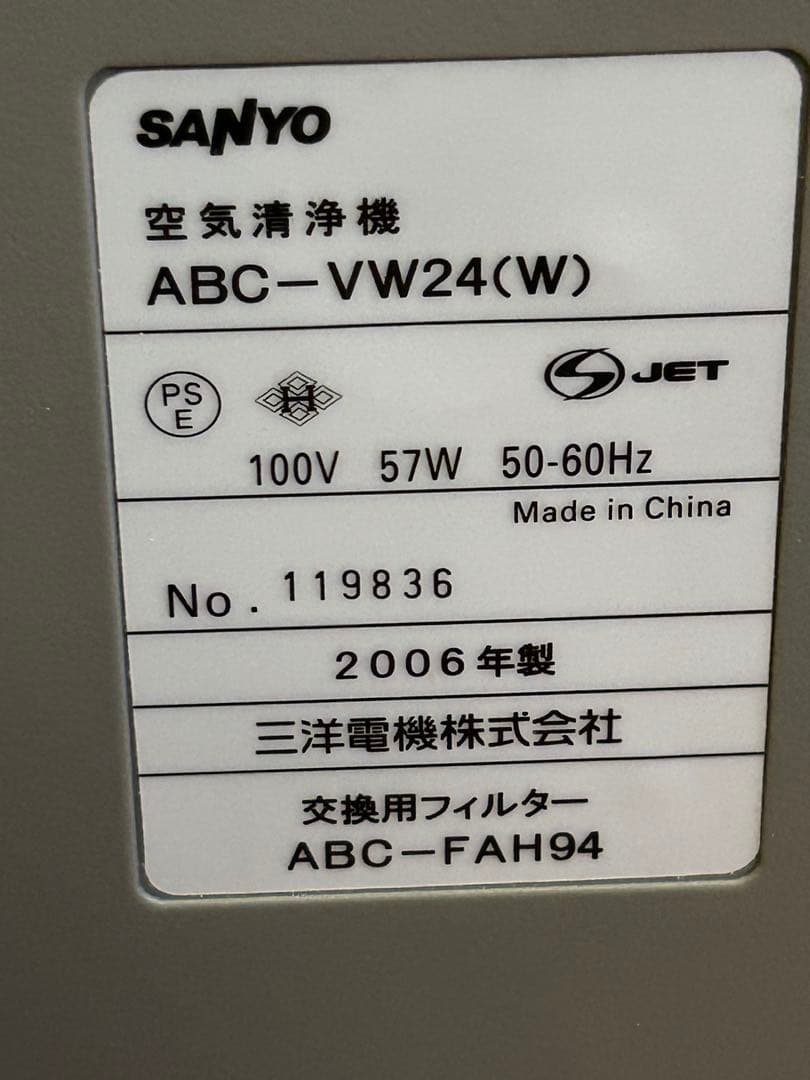 SANYO
空気清浄機
ABC-VW24(W)
PS
E
H
JET
100V 57W 50-60Hz
Made in China
No. 119836
2006年製
三洋電機株式会社
交換用フィルター
ABC-FAH94